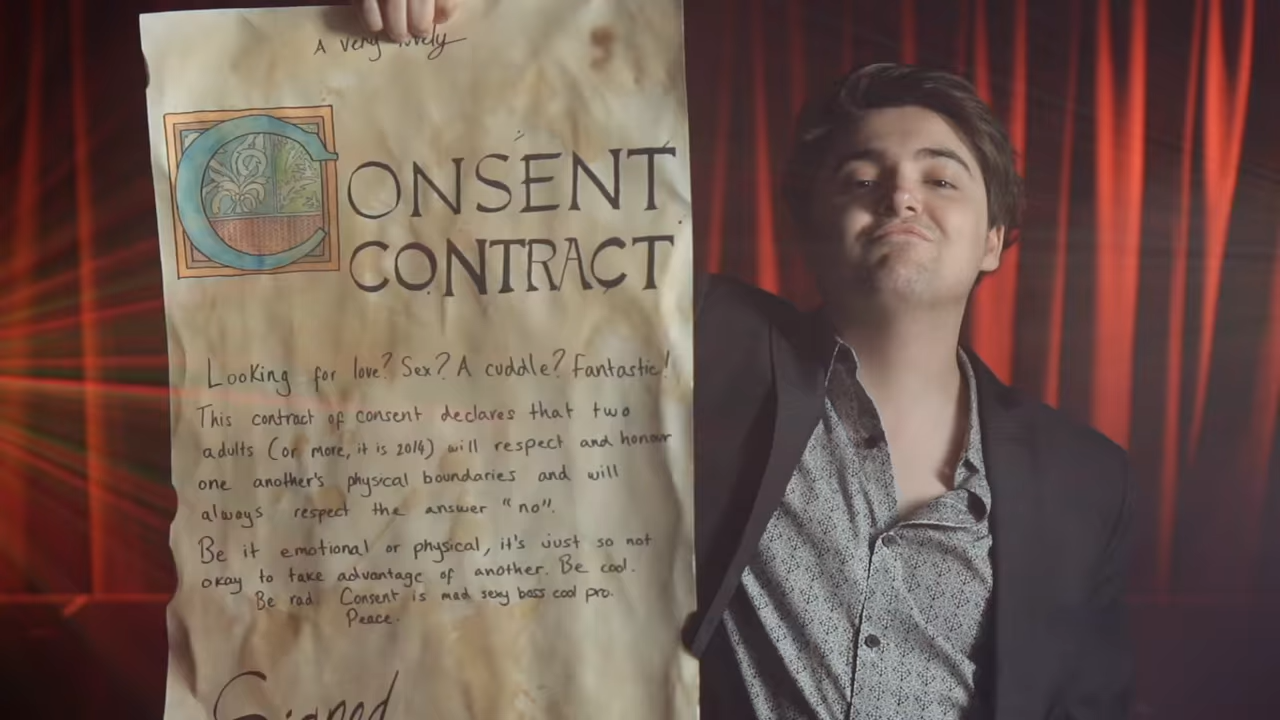 A very lovely
CONSENT
CONTRACT
Looking for love? Sex? A cuddle? Fantastic!
This contract of consent declares that two
adults (or more, it is 2014) will respect and honour
one another's physical boundaries and will
always respect the answer "no".
Be it emotional or physical, it's just so not
okay to take advantage of another. Be cool.
Be rad. Consent is mad sexy boss cool pro.
Peace.
Signed